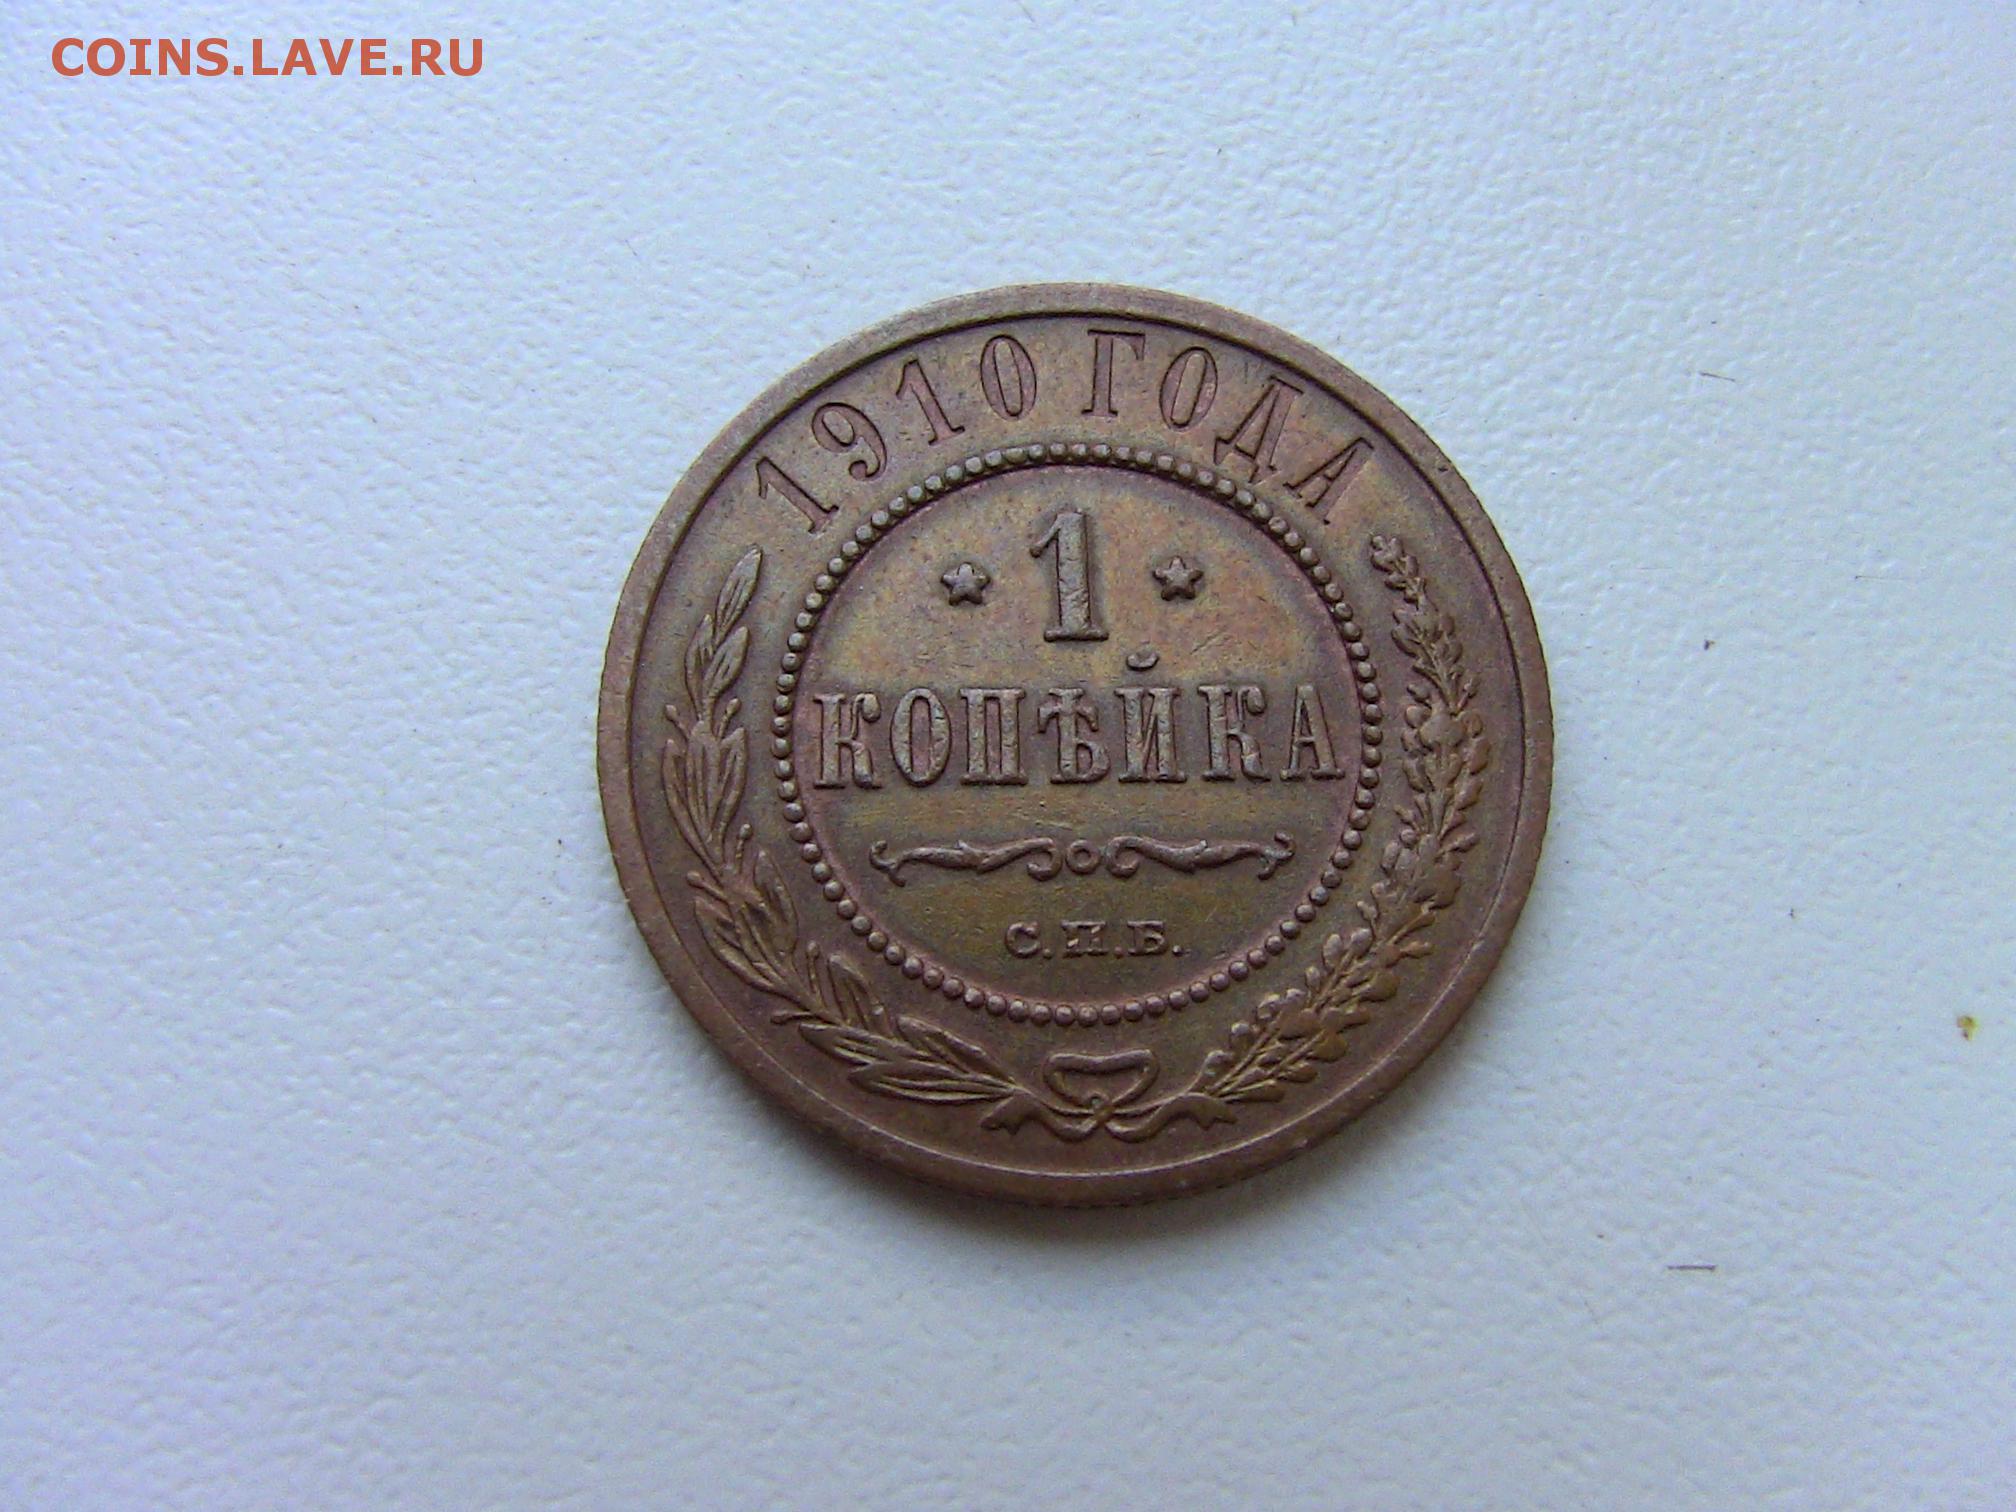 COINS.LAVE.RU
1910 ГОДА
1
КОПѢЙКА
С.П.Б.